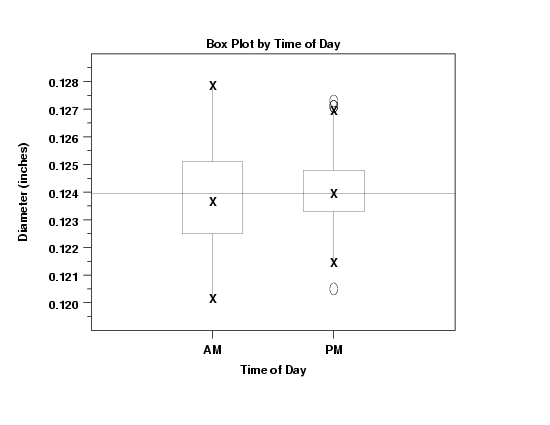 Box Plot by Time of Day
0.128
0.127
0.126
0.125
0.124
0.123
0.122
0.121
0.120
Diameter (inches)
X
X
X
X
X
X
AM PM
Time of Day